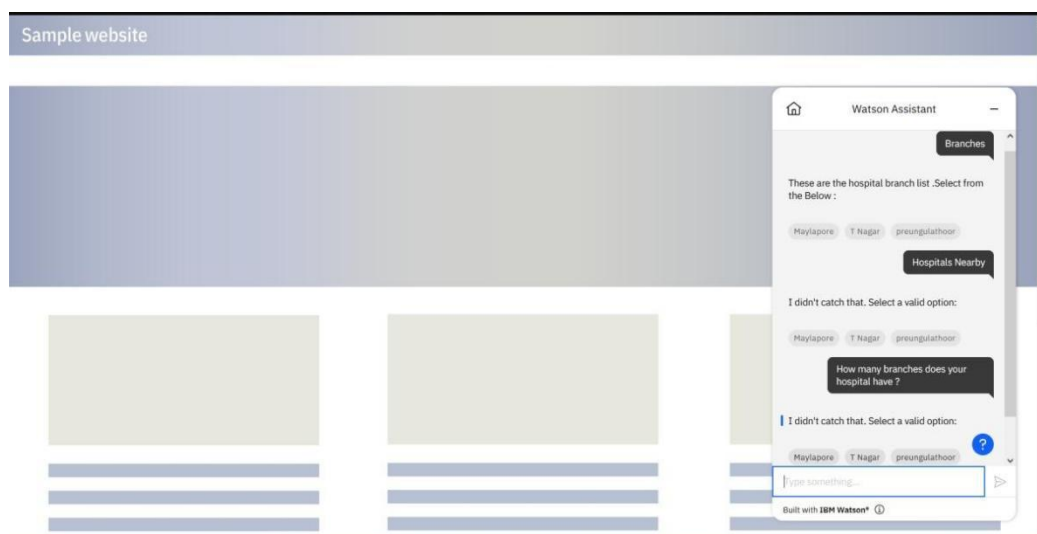 Sample website
Watson Assistant
Branches
These are the hospital branch list .Select from
the Below :
Maylapore T Nagar preungulathoor
Hospitals Nearby
I didn't catch that. Select a valid option:
Maylapore T Nagar preungulathoor
How many branches does your
hospital have ?
I didn't catch that. Select a valid option:
?
Maylapore T Nagar preungulathoor
Type something...
Built with IBM Watson®